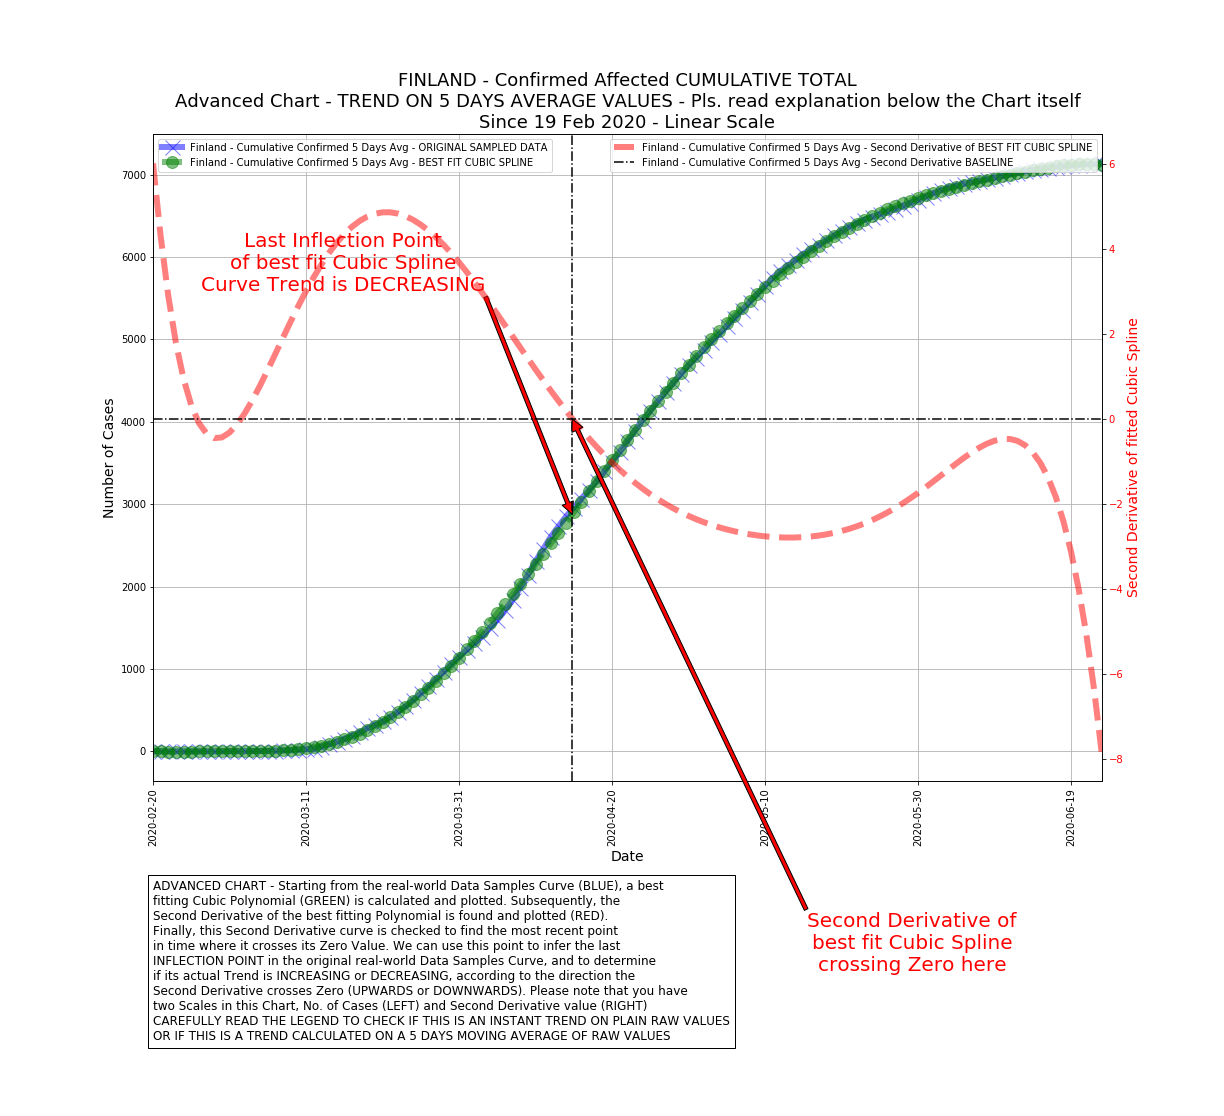 FINLAND - Confirmed Affected CUMULATIVE TOTAL
Advanced Chart - TREND ON 5 DAYS AVERAGE VALUES - Pls. read explanation below the Chart itself
Since 19 Feb 2020 - Linear Scale
Finland - Cumulative Confirmed 5 Days Avg - ORIGINAL SAMPLED DATA
Finland - Cumulative Confirmed 5 Days Avg - BEST FIT CUBIC SPLINE
Finland - Cumulative Confirmed 5 Days Avg - Second Derivative of BEST FIT CUBIC SPLINE
Finland - Cumulative Confirmed 5 Days Avg - Second Derivative BASELINE
Last Inflection Point
of best fit Cubic Spline
Curve Trend is DECREASING
Number of Cases
7000
6000
5000
4000
3000
2000
1000
0
6
4
2
0
−2
−4
−6
−8
Second Derivative of fitted Cubic Spline
2020-02-20
2020-03-11
2020-03-31
2020-04-20
2020-05-10
2020-05-30
2020-06-19
Date
ADVANCED CHART - Starting from the real-world Data Samples Curve (BLUE), a best
fitting Cubic Polynomial (GREEN) is calculated and plotted. Subsequently, the
Second Derivative of the best fitting Polynomial is found and plotted (RED).
Finally, this Second Derivative curve is checked to find the most recent point
in time where it crosses its Zero Value. We can use this point to infer the last
INFLECTION POINT in the original real-world Data Samples Curve, and to determine
if its actual Trend is INCREASING or DECREASING, according to the direction the
Second Derivative crosses Zero (UPWARDS or DOWNWARDS). Please note that you have
two Scales in this Chart, No. of Cases (LEFT) and Second Derivative value (RIGHT)
CAREFULLY READ THE LEGEND TO CHECK IF THIS IS AN INSTANT TREND ON PLAIN RAW VALUES
OR IF THIS IS A TREND CALCULATED ON A 5 DAYS MOVING AVERAGE OF RAW VALUES
Second Derivative of
best fit Cubic Spline
crossing Zero here